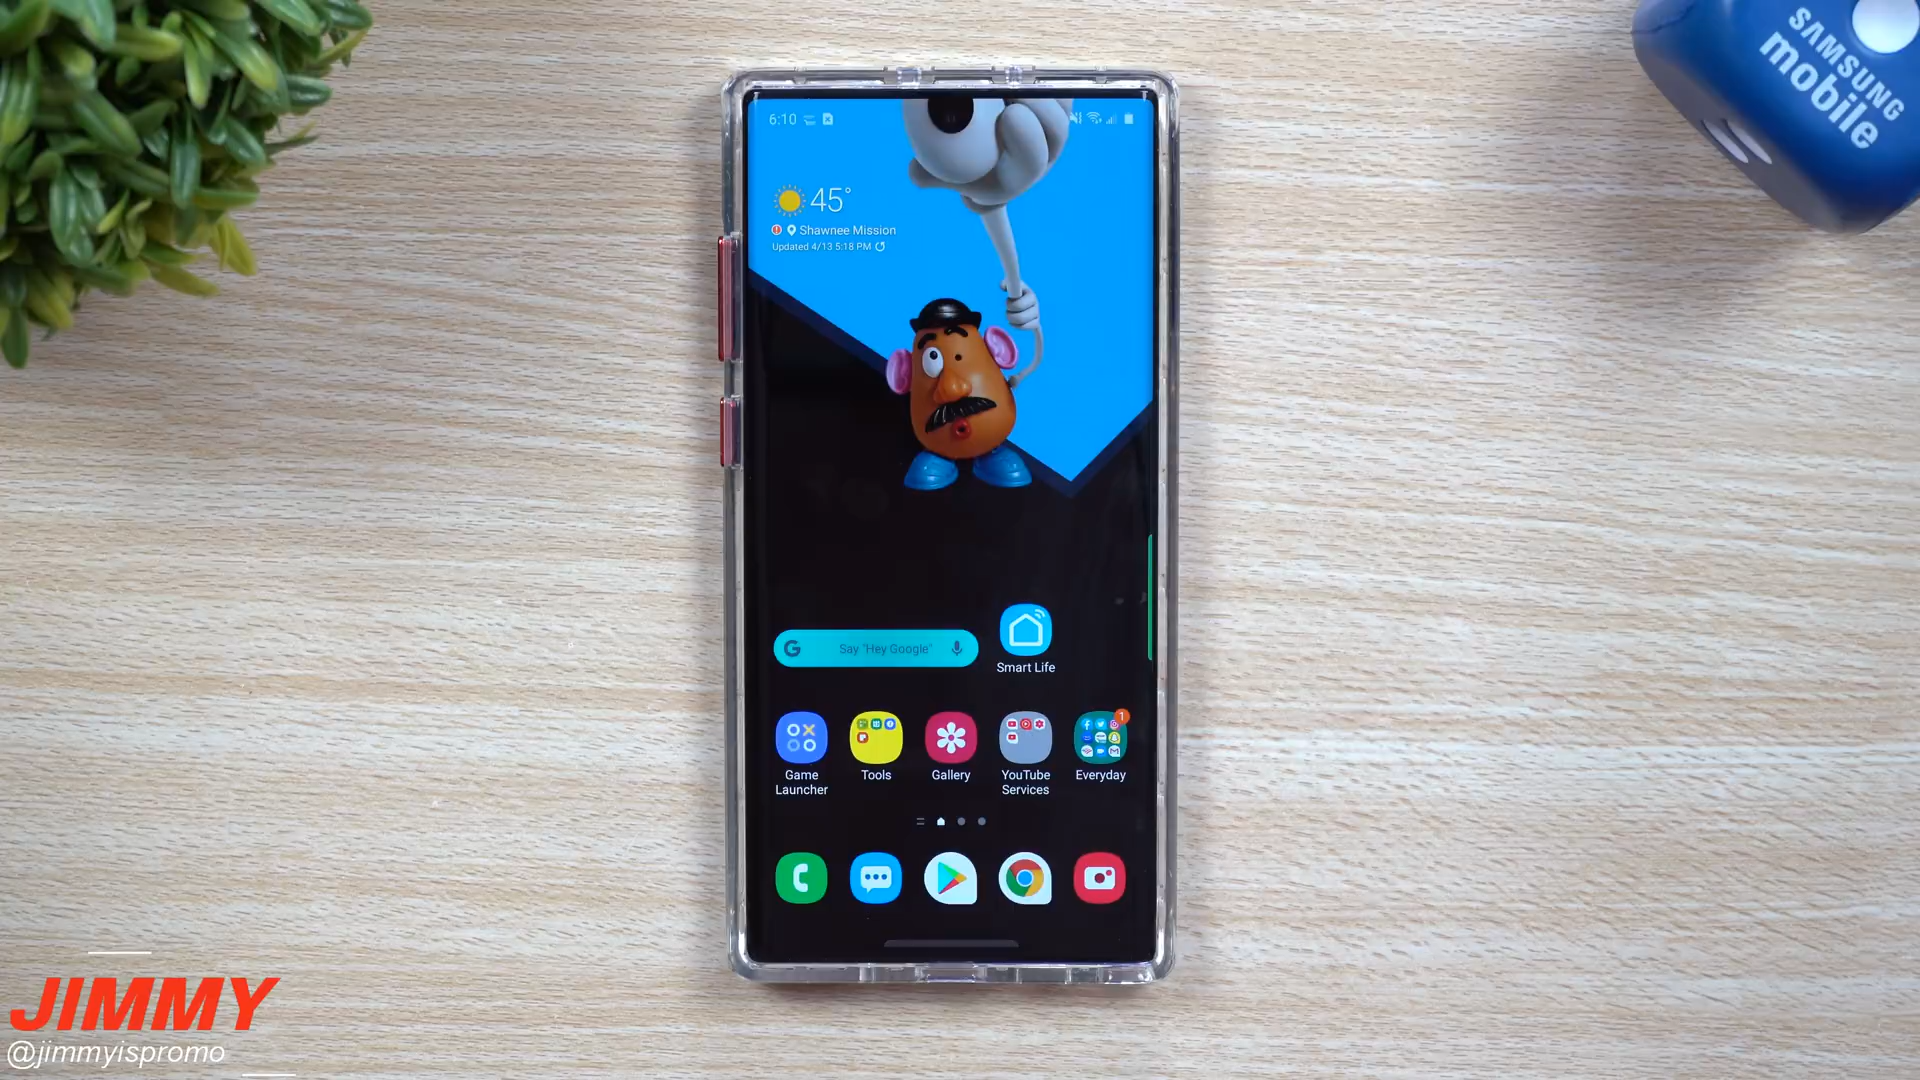 SAMSUNG
mobile
6:10
45°
Shawnee Mission
Updated 4/13 5:18 PM
Say "Hey Google"
Smart Life
1
Game
Launcher
Tools
Gallery
YouTube
Services
Everyday
JIMMY
@jimmyispromo